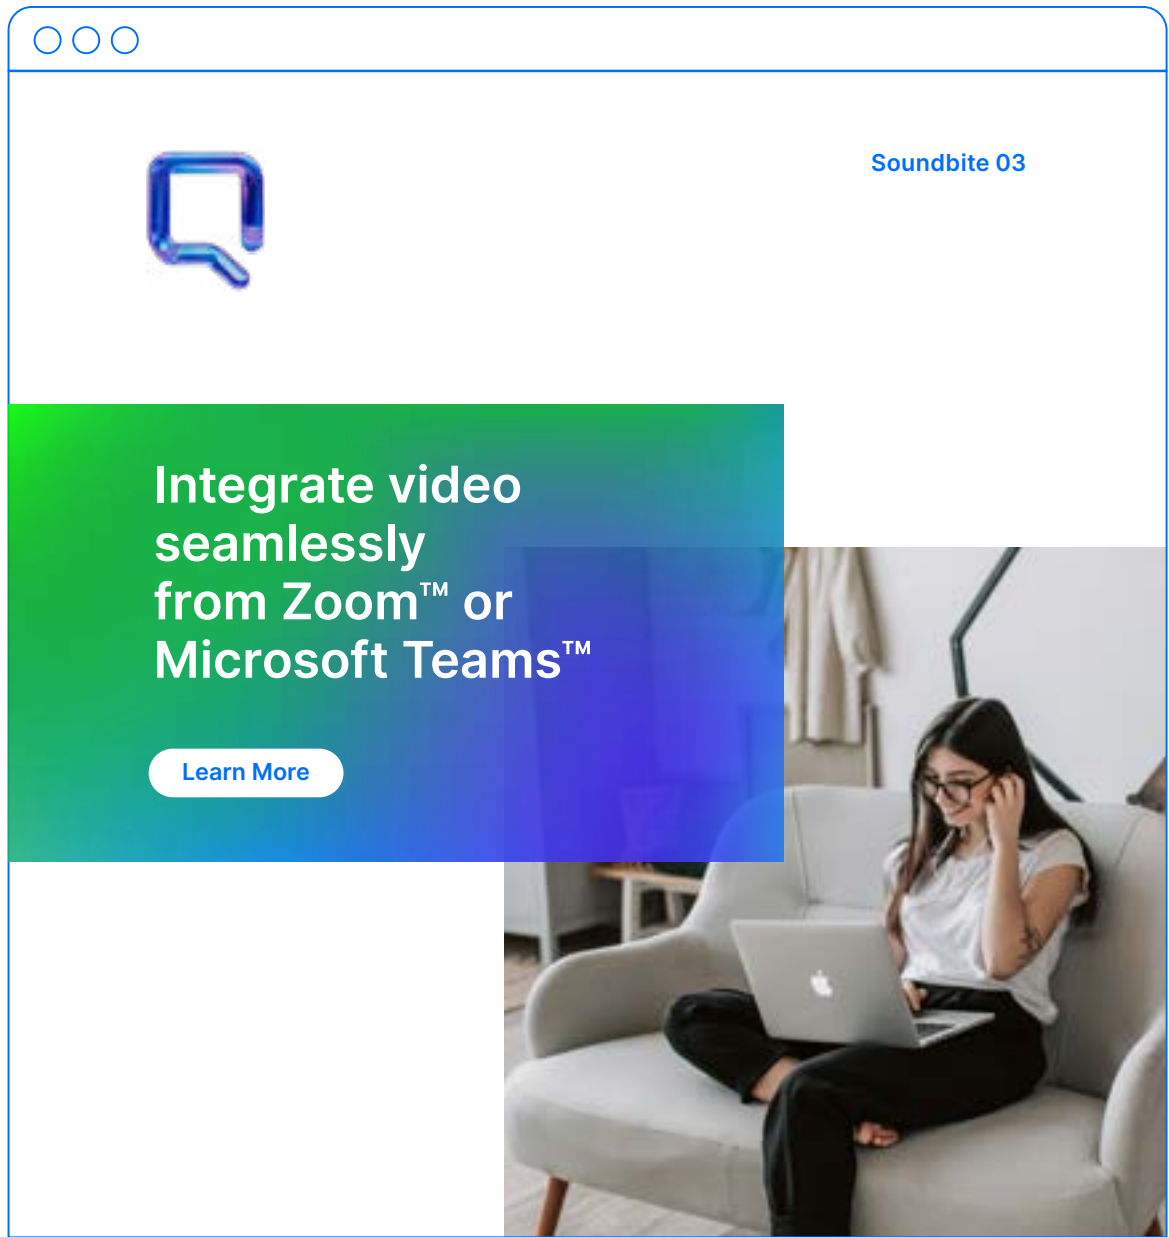 Soundbite 03
Integrate video
seamlessly
from Zoom™ or
Microsoft Teams™
Learn More